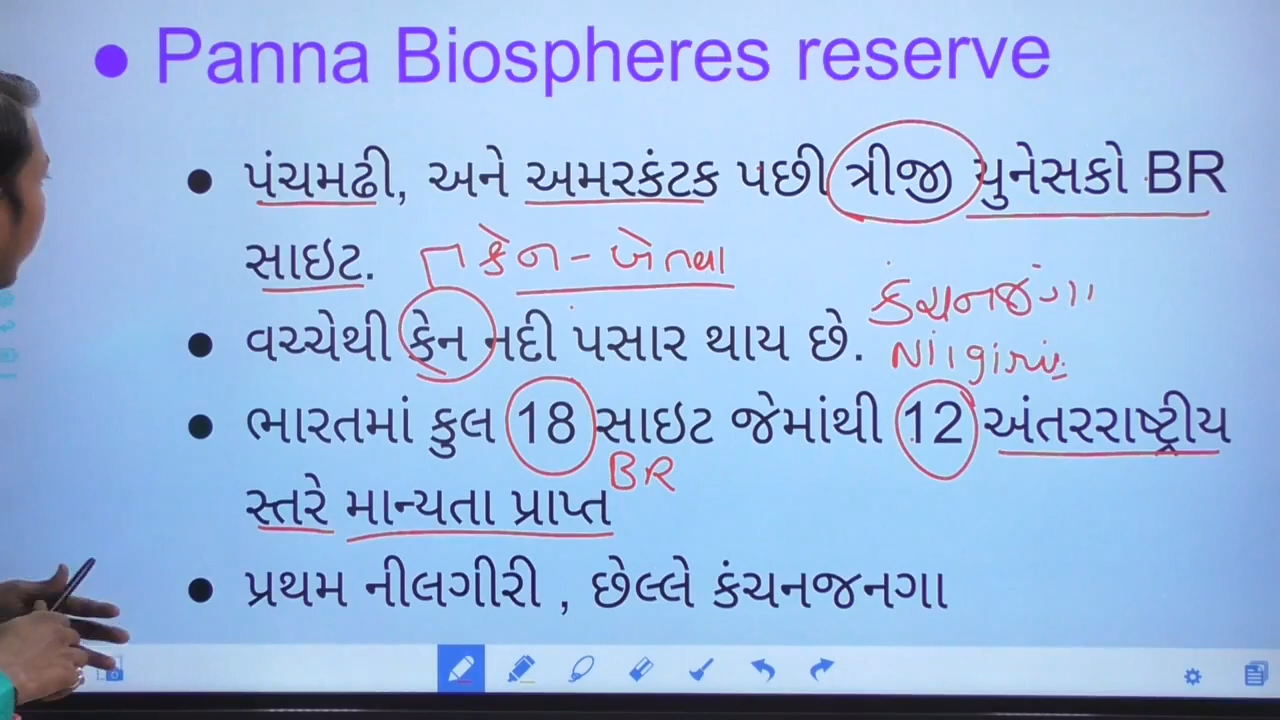 • Panna Biospheres reserve
• પંચમઢી, અને અમરકંટક પછી ત્રીજી યુનેસકો BR
સાઇટ.
કેન - બેતવા
કંચનજંગા
• વચ્ચેથી કેન નદી પસાર થાય છે.
Nilgiris
• ભારતમાં કુલ 18 સાઇટ જેમાંથી 12 અંતરરાષ્ટ્રીય
BR
સ્તરે માન્યતા પ્રાપ્ત
• પ્રથમ નીલગીરી , છેલ્લે કંચનજનગા